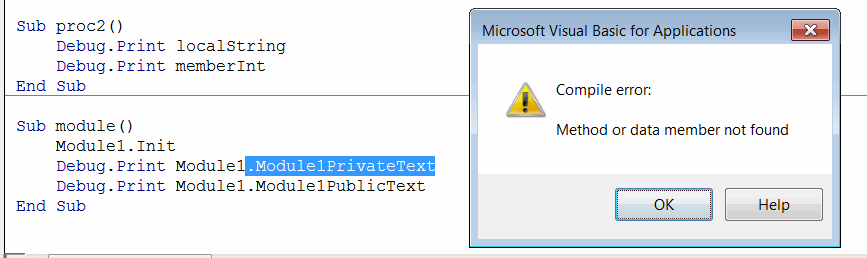 Sub proc2()
Debug.Print localString
Debug.Print memberInt
End Sub
Sub module()
Module1.Init
Debug.Print Module1.Module1PrivateText
Debug.Print Module1.Module1PublicText
End Sub
Microsoft Visual Basic for Applications
Compile error:
Method or data member not found
OK
Help